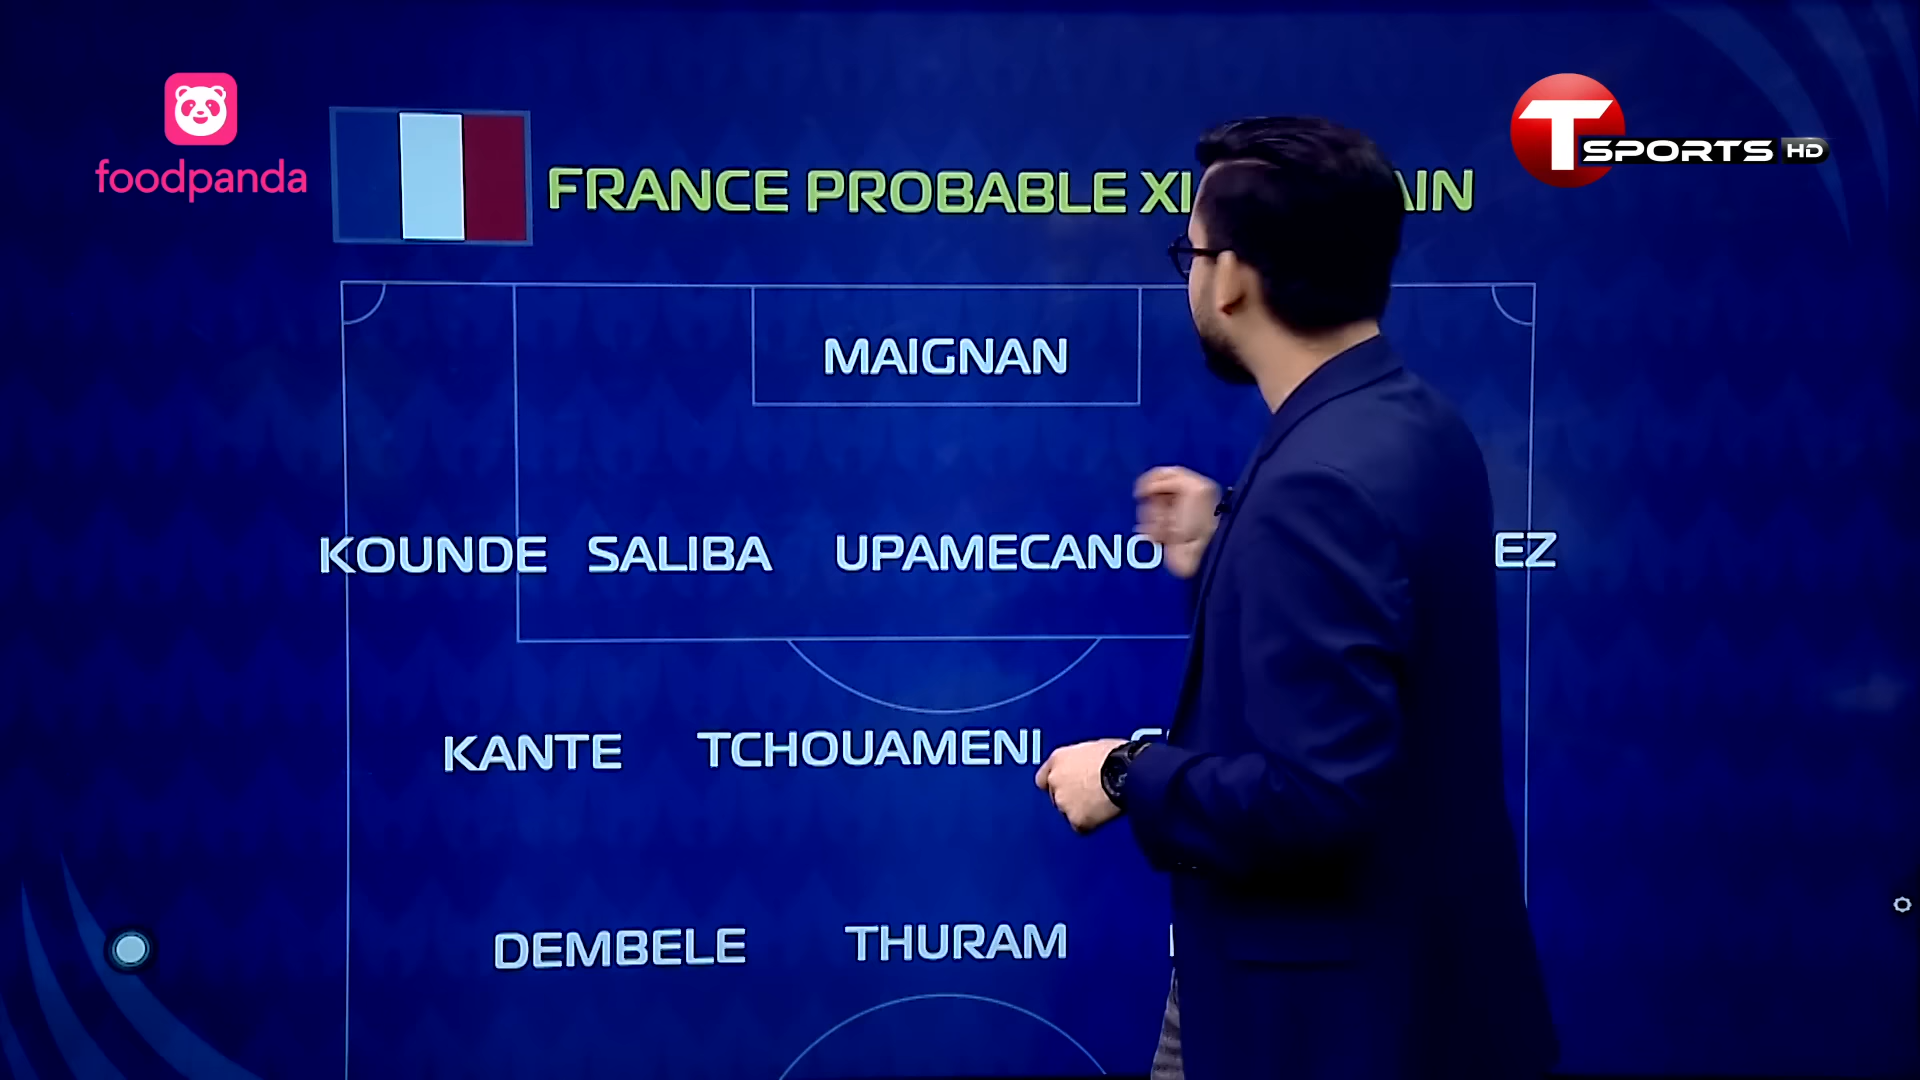 foodpanda
T SPORTS HD
FRANCE PROBABLE XI AIN
MAIGNAN
KOUNDE SALIBA UPAMECANO EZ
KANTE TCHOUAMENI
DEMBELE THURAM